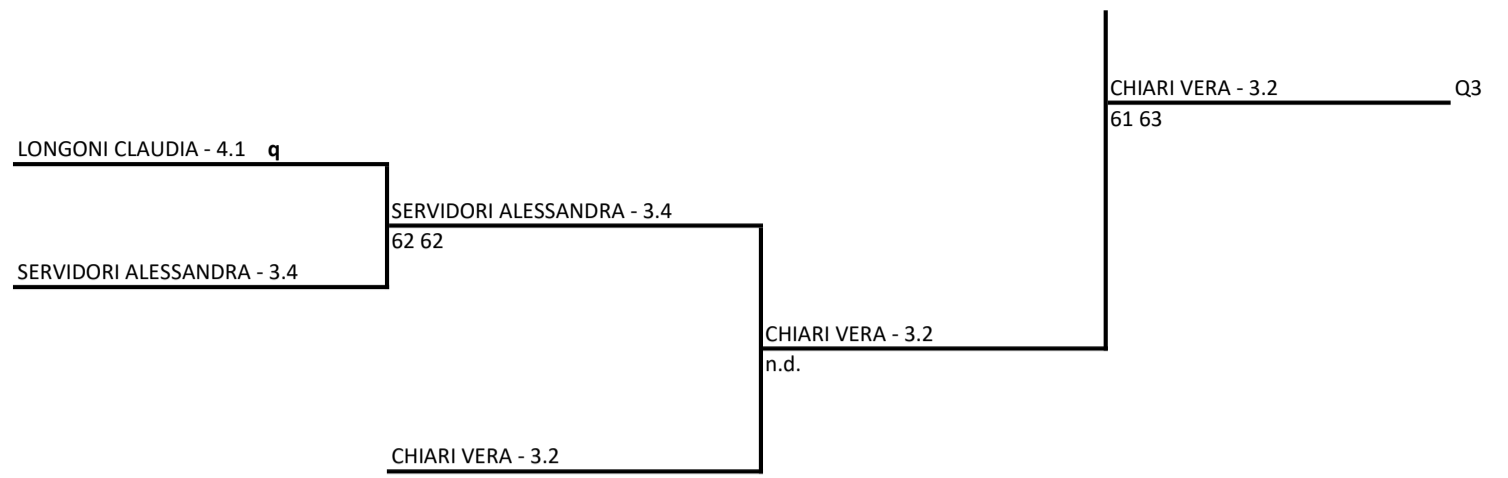 CHIARI VERA - 3.2 Q3
61 63
LONGONI CLAUDIA - 4.1 q
SERVIDORI ALESSANDRA - 3.4
62 62
SERVIDORI ALESSANDRA - 3.4
CHIARI VERA - 3.2
n.d.
CHIARI VERA - 3.2